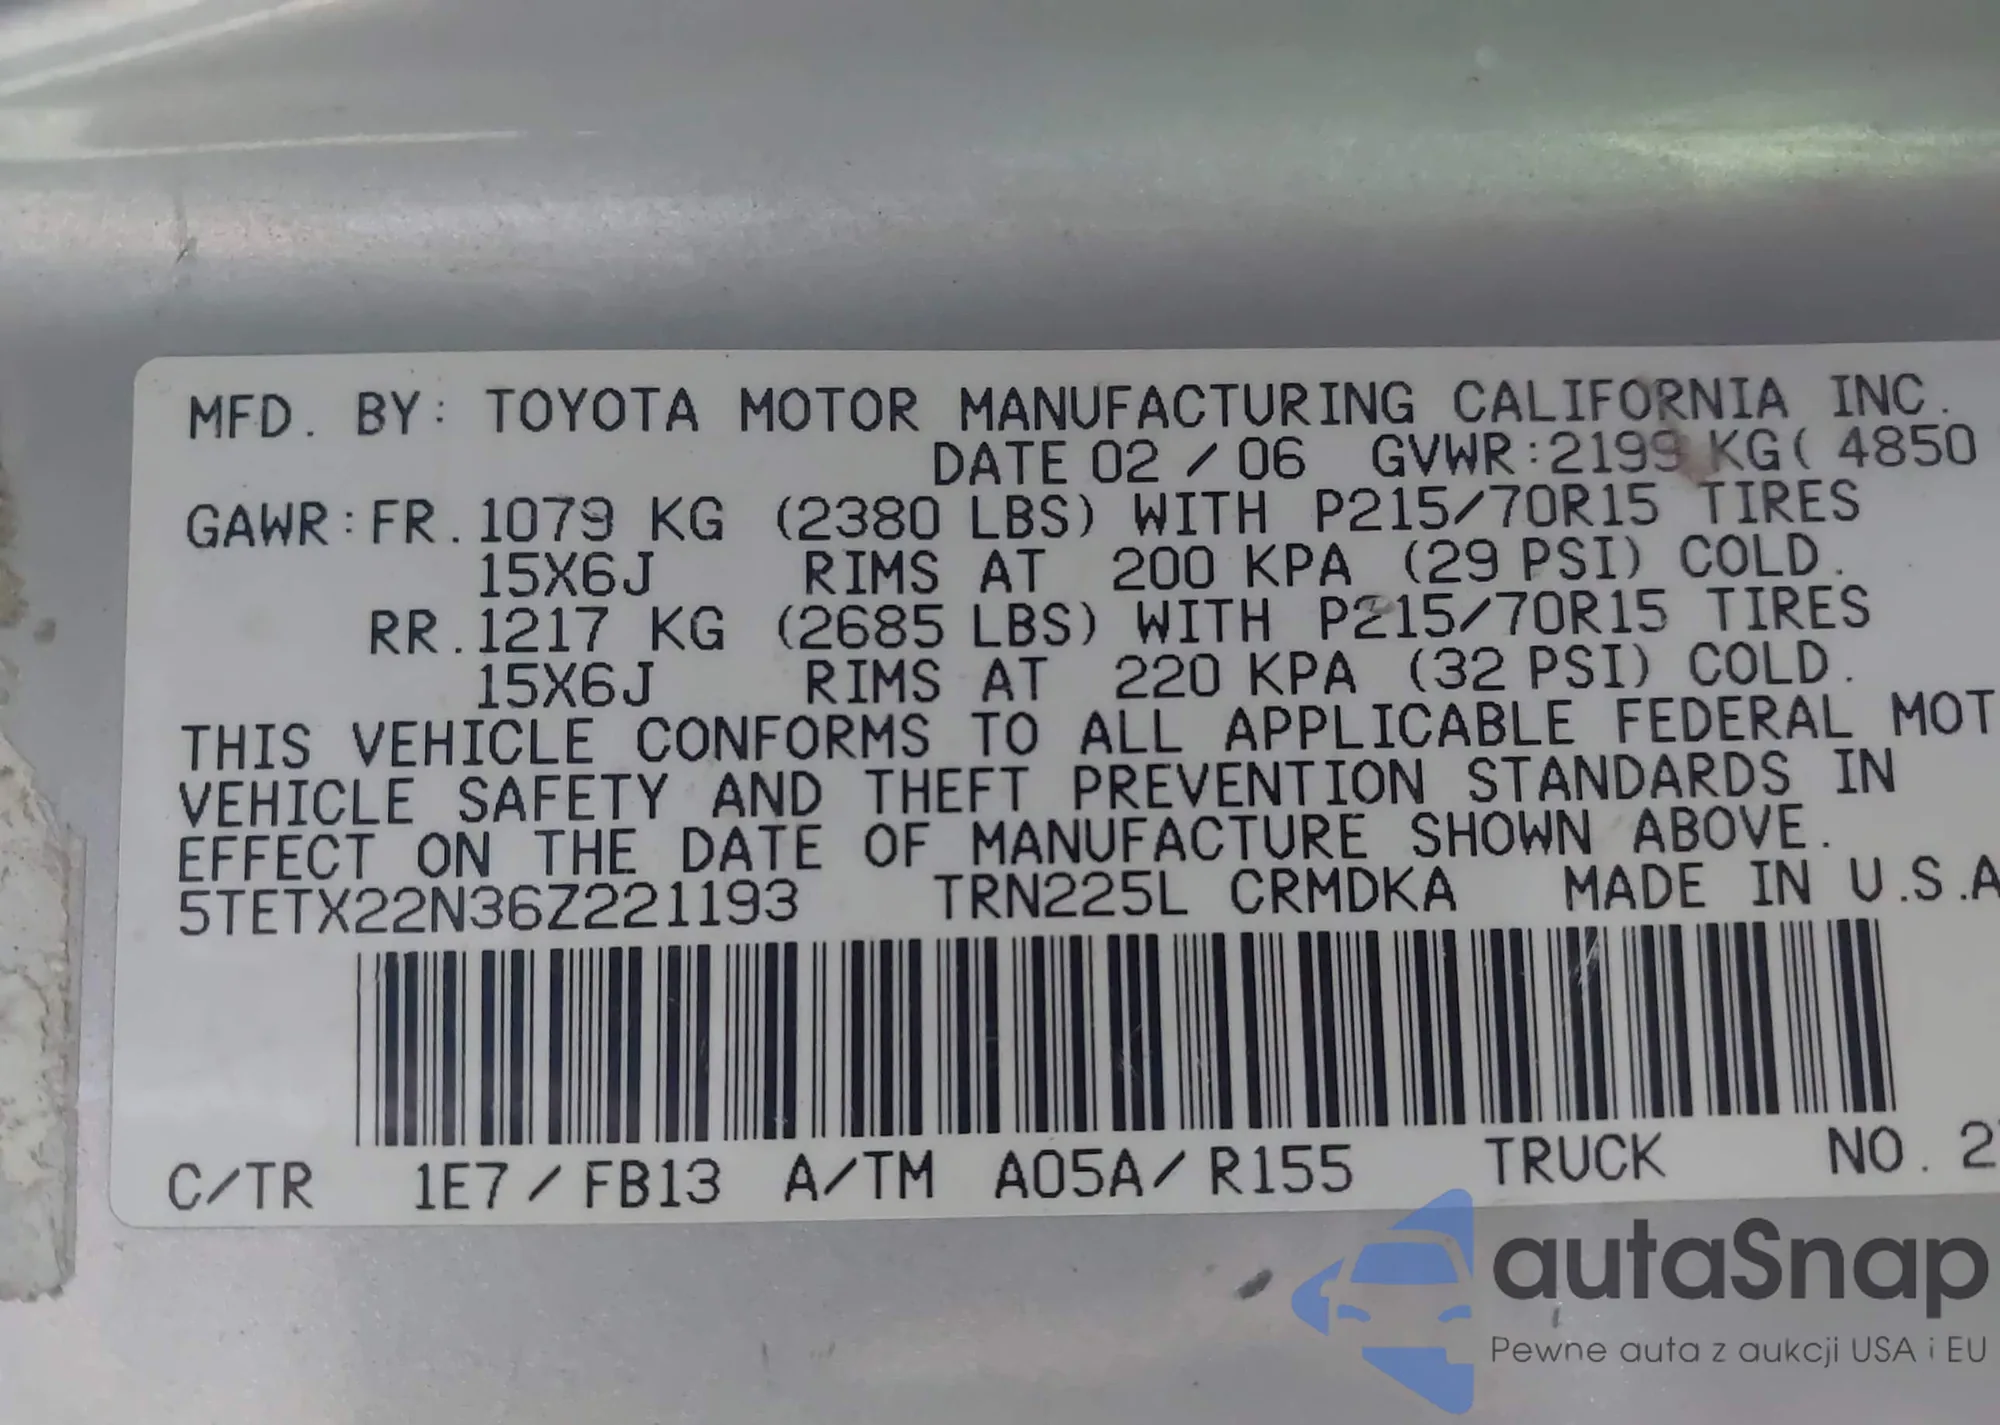 MFD. BY: TOYOTA MOTOR MANUFACTURING CALIFORNIA INC.
DATE 02 / 06 GVWR:2199 KG( 4850
GAWR:FR.1079 KG (2380 LBS) WITH P215/70R15 TIRES
15X6J RIMS AT 200 KPA (29 PSI) COLD.
RR.1217 KG (2685 LBS) WITH P215/70R15 TIRES
15X6J RIMS AT 220 KPA (32 PSI) COLD.
THIS VEHICLE CONFORMS TO ALL APPLICABLE FEDERAL MOT
VEHICLE SAFETY AND THEFT PREVENTION STANDARDS IN
EFFECT ON THE DATE OF MANUFACTURE SHOWN ABOVE.
5TETX22N36Z221193 TRN225L CRMDKA MADE IN U.S.A
C/TR 1E7/FB13 A/TM A05A/R155 TRUCK NO. 2
autaSnap
Pewne auta z aukcji USA i EU